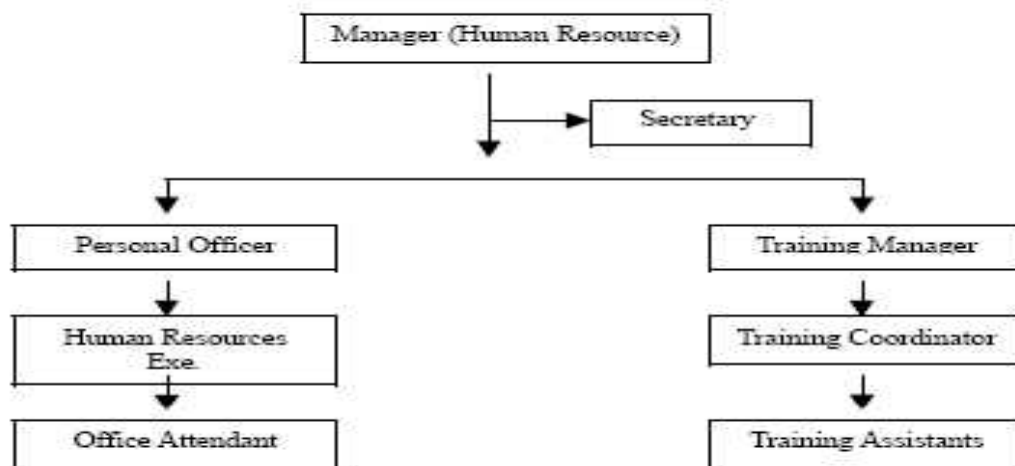 Manager (Human Resource)
Secretary
Personal Officer
Training Manager
Human Resources
Exe.
Training Coordinator
Office Attendant
Training Assistants